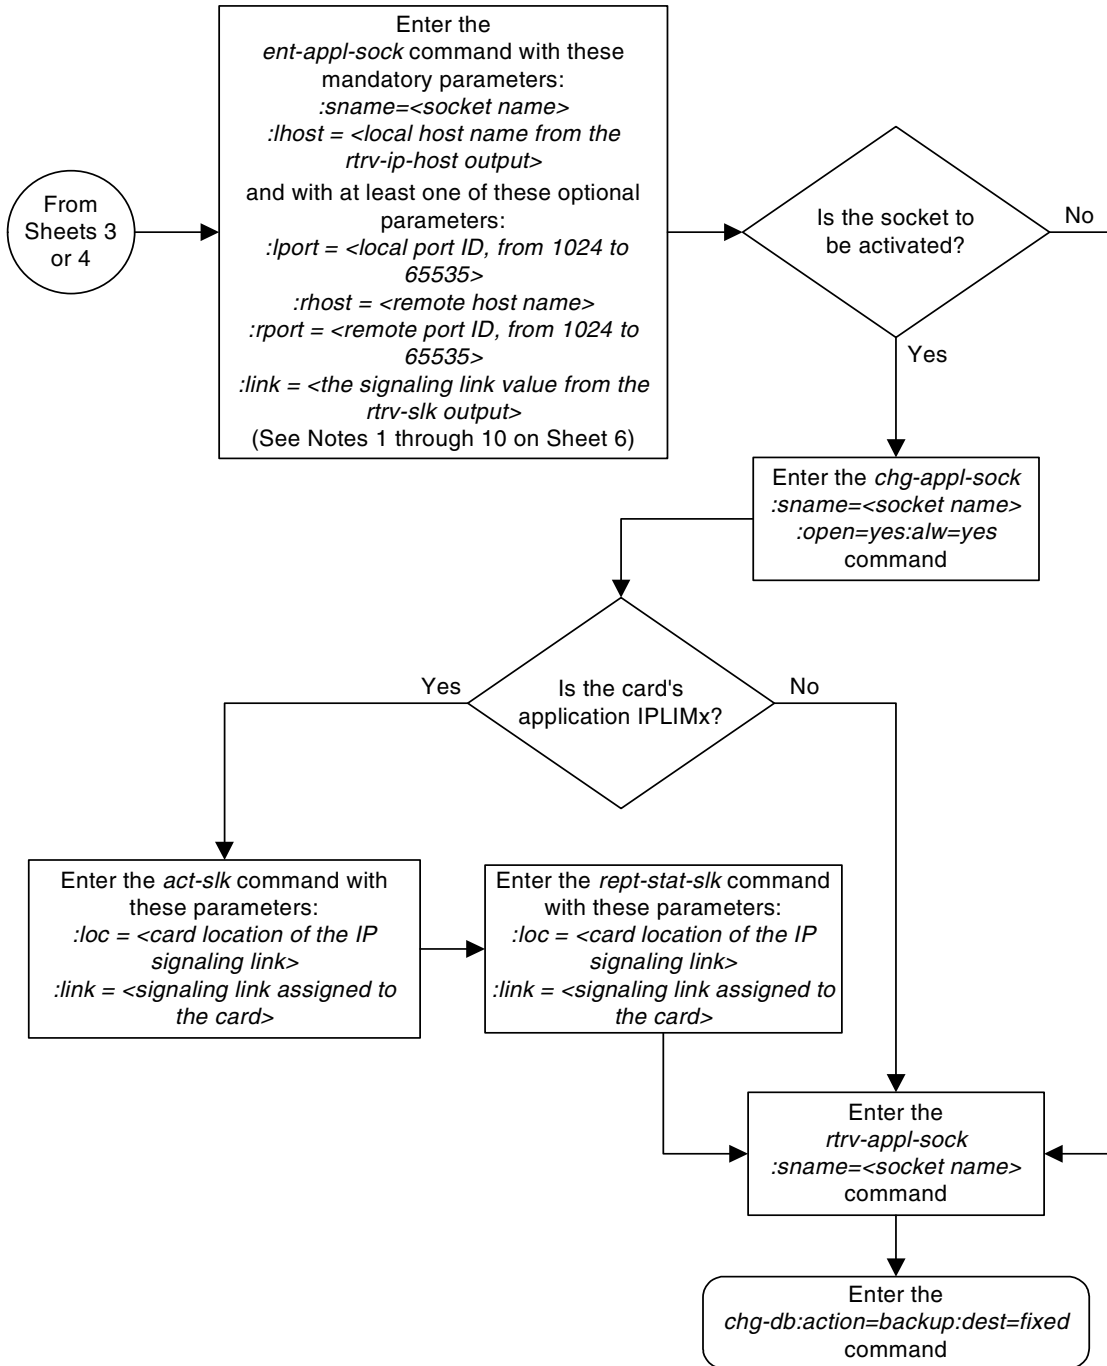 From
Sheets 3
or 4
Enter the
ent-appl-sock command with these
mandatory parameters:
:sname=<socket name>
:lhost = <local host name from the
rtrv-ip-host output>
and with at least one of these optional
parameters:
:lport = <local port ID, from 1024 to
65535>
:rhost = <remote host name>
:rport = <remote port ID, from 1024 to
65535>
:link = <the signaling link value from the
rtrv-slk output>
(See Notes 1 through 10 on Sheet 6)
Is the socket to
be activated?
No
Yes
Enter the chg-appl-sock
:sname=<socket name>
:open=yes:alw=yes
command
Is the card's
application IPLIMx?
Yes
No
Enter the act-slk command with
these parameters:
:loc = <card location of the IP
signaling link>
:link = <signaling link assigned to
the card>
Enter the rept-stat-slk command
with these parameters:
:loc = <card location of the IP
signaling link>
:link = <signaling link assigned to
the card>
Enter the
rtrv-appl-sock
:sname=<socket name>
command
Enter the
chg-db:action=backup:dest=fixed
command